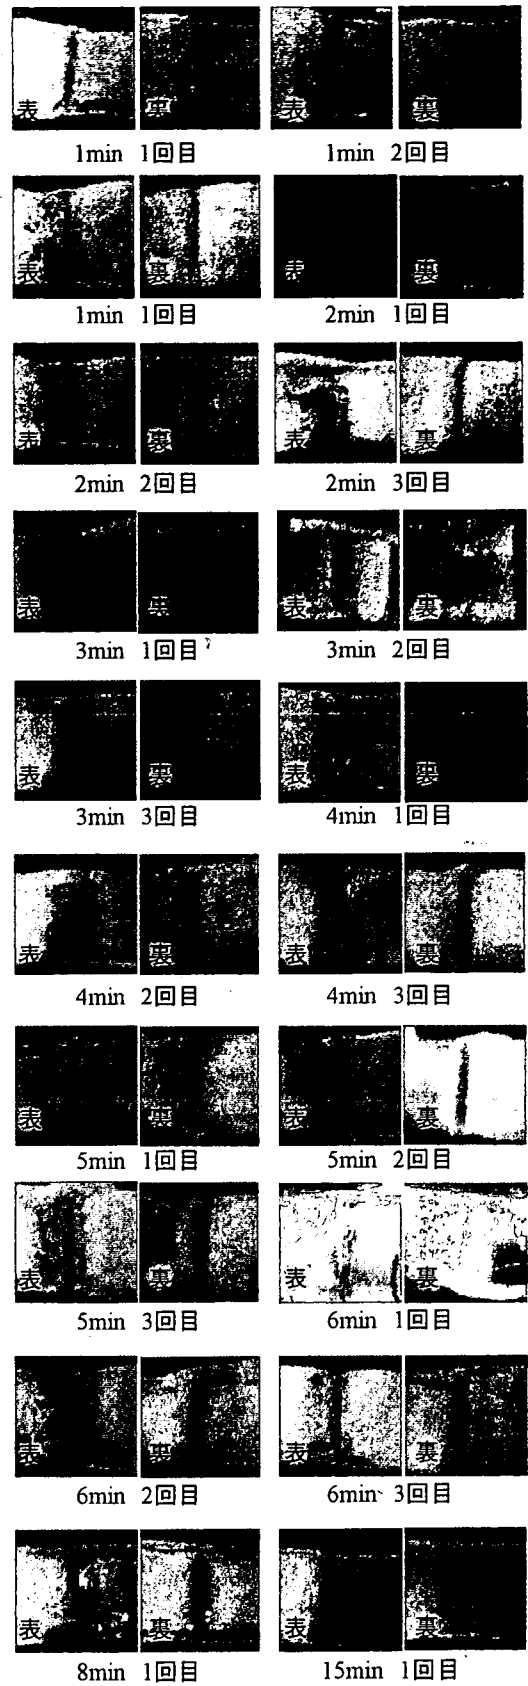 表 裏 表 裏
1min 1回目 1min 2回目
表 裏 表 裏
1min 1回目 2min 1回目
表 裏 表 裏
2min 2回目 2min 3回目
表 裏 表 裏
3min 1回目 3min 2回目
表 裏 表 裏
3min 3回目 4min 1回目
表 裏 表 裏
4min 2回目 4min 3回目
表 裏 表 裏
5min 1回目 5min 2回目
表 裏 表 裏
5min 3回目 6min 1回目
表 裏 表 裏
6min 2回目 6min 3回目
表 裏 表 裏
8min 1回目 15min 1回目